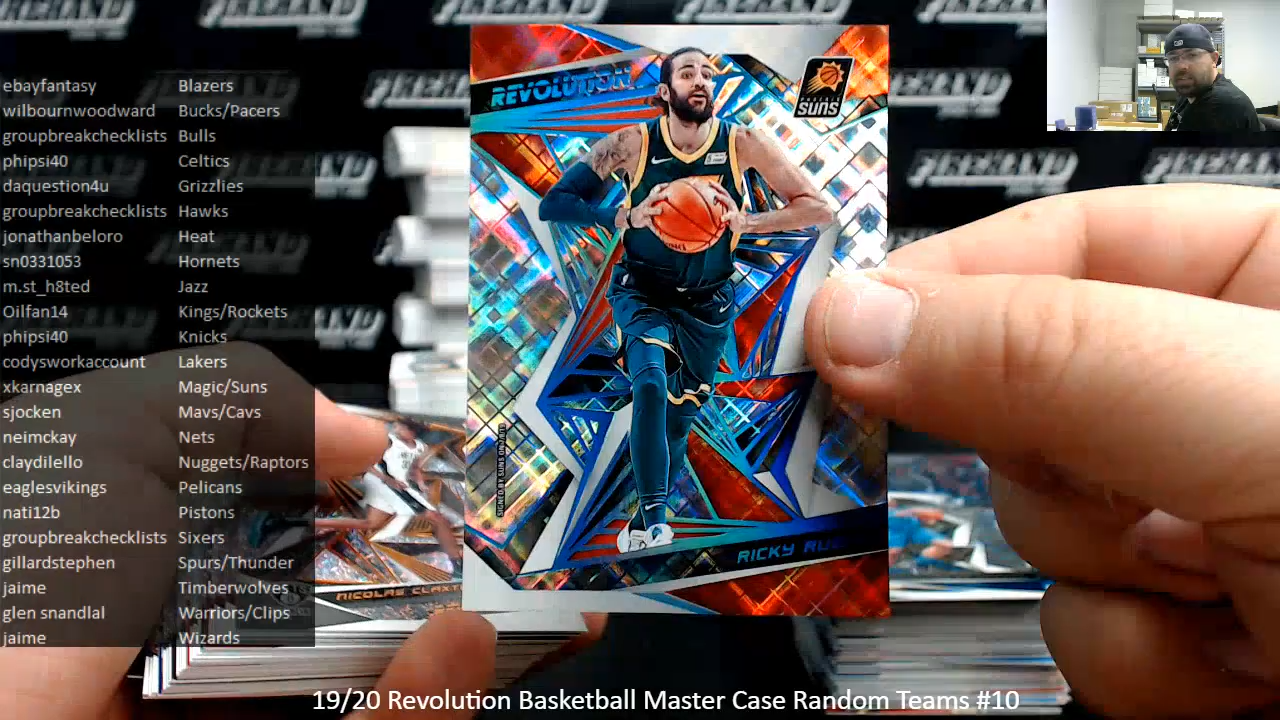 ebayfantasy Blazers
wilbournwoodward Bucks/Pacers
groupbreakchecklists Bulls
phipsi40 Celtics
daquestion4u Grizzlies
groupbreakchecklists Hawks
jonathanbeloro Heat
sn0331053 Hornets
m.st_h8ted Jazz
Oilfan14 Kings/Rockets
phipsi40 Knicks
codysworkaccount Lakers
xkarnagex Magic/Suns
sjocken Mavs/Cavs
neimckay Nets
claydilello Nuggets/Raptors
eaglesvikings Pelicans
nati12b Pistons
groupbreakchecklists Sixers
gillardstephen Spurs/Thunder
jaime Timberwolves
glen snandlal Warriors/Clips
jaime Wizards
REVOLUTION
PHOENIX
SUNS
RICKY
NICOLAS
19/20 Revolution Basketball Master Case Random Teams #10